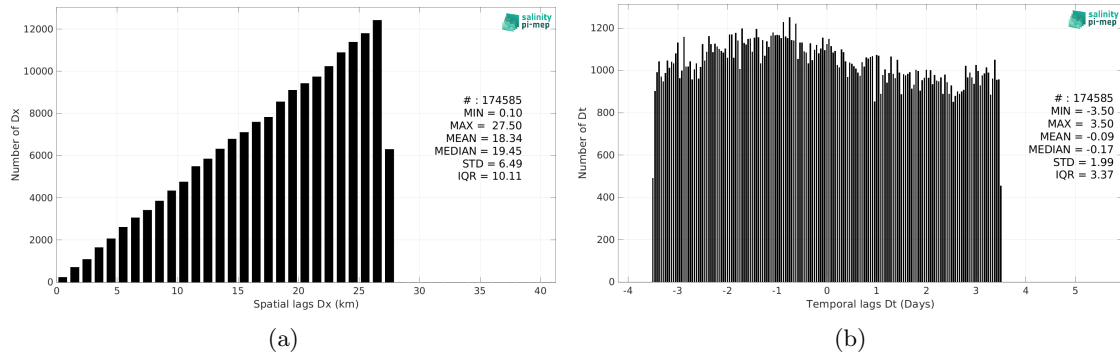 salinity
pi-mep
12000
10000
8000
6000
4000
2000
0
Number of Dx
# : 174585
MIN = 0.10
MAX = 27.50
MEAN = 18.34
MEDIAN = 19.45
STD = 6.49
IQR = 10.11
0 5 10 15 20 25 30 35 40
Spatial lags Dx (km)
(a)
salinity
pi-mep
1200
1000
800
600
400
200
0
Number of Dt
# : 174585
MIN = -3.50
MAX = 3.50
MEAN = -0.09
MEDIAN = -0.17
STD = 1.99
IQR = 3.37
-4 -3 -2 -1 0 1 2 3 4 5
Temporal lags Dt (Days)
(b)